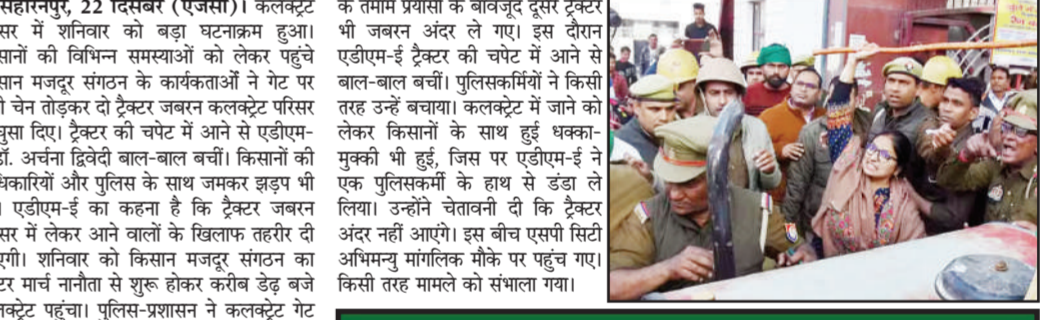 सहारनपुर, 22 दिसंबर (एजेंसी)। कलक्ट्रेट
में शनिवार को बड़ा घटनाक्रम हुआ।
की विभिन्न समस्याओं को लेकर पहुंचे
मजदूर संगठन के कार्यकर्ताओं ने गेट पर
चेन तोड़कर दो ट्रैक्टर जबरन कलक्ट्रेट परिसर
दिए। ट्रैक्टर की चपेट में आने से एडीएम-
डॉ. अर्चना द्विवेदी बाल-बाल बचीं। किसानों की
और पुलिस के साथ जमकर झड़प भी
एडीएम-ई का कहना है कि ट्रैक्टर जबरन
में लेकर आने वालों के खिलाफ तहरीर दी
शनिवार को किसान मजदूर संगठन का
मार्च नानौता से शुरू होकर करीब डेढ़ बजे
पहुंचा। पुलिस-प्रशासन ने कलक्ट्रेट गेट
के तमाम प्रयासों के बावजूद दूसरे ट्रैक्टर
भी जबरन अंदर ले गए। इस दौरान
एडीएम-ई ट्रैक्टर की चपेट में आने से
बाल-बाल बचीं। पुलिसकर्मियों ने किसी
तरह उन्हें बचाया। कलक्ट्रेट में जाने को
लेकर किसानों के साथ हुई धक्का-
मुक्की भी हुई, जिस पर एडीएम-ई ने
एक पुलिसकर्मी के हाथ से डंडा ले
लिया। उन्होंने चेतावनी दी कि ट्रैक्टर
अंदर नहीं आएंगे। इस बीच एसपी सिटी
अभिमन्यु मांगलिक मौके पर पहुंच गए।
किसी तरह मामले को संभाला गया।